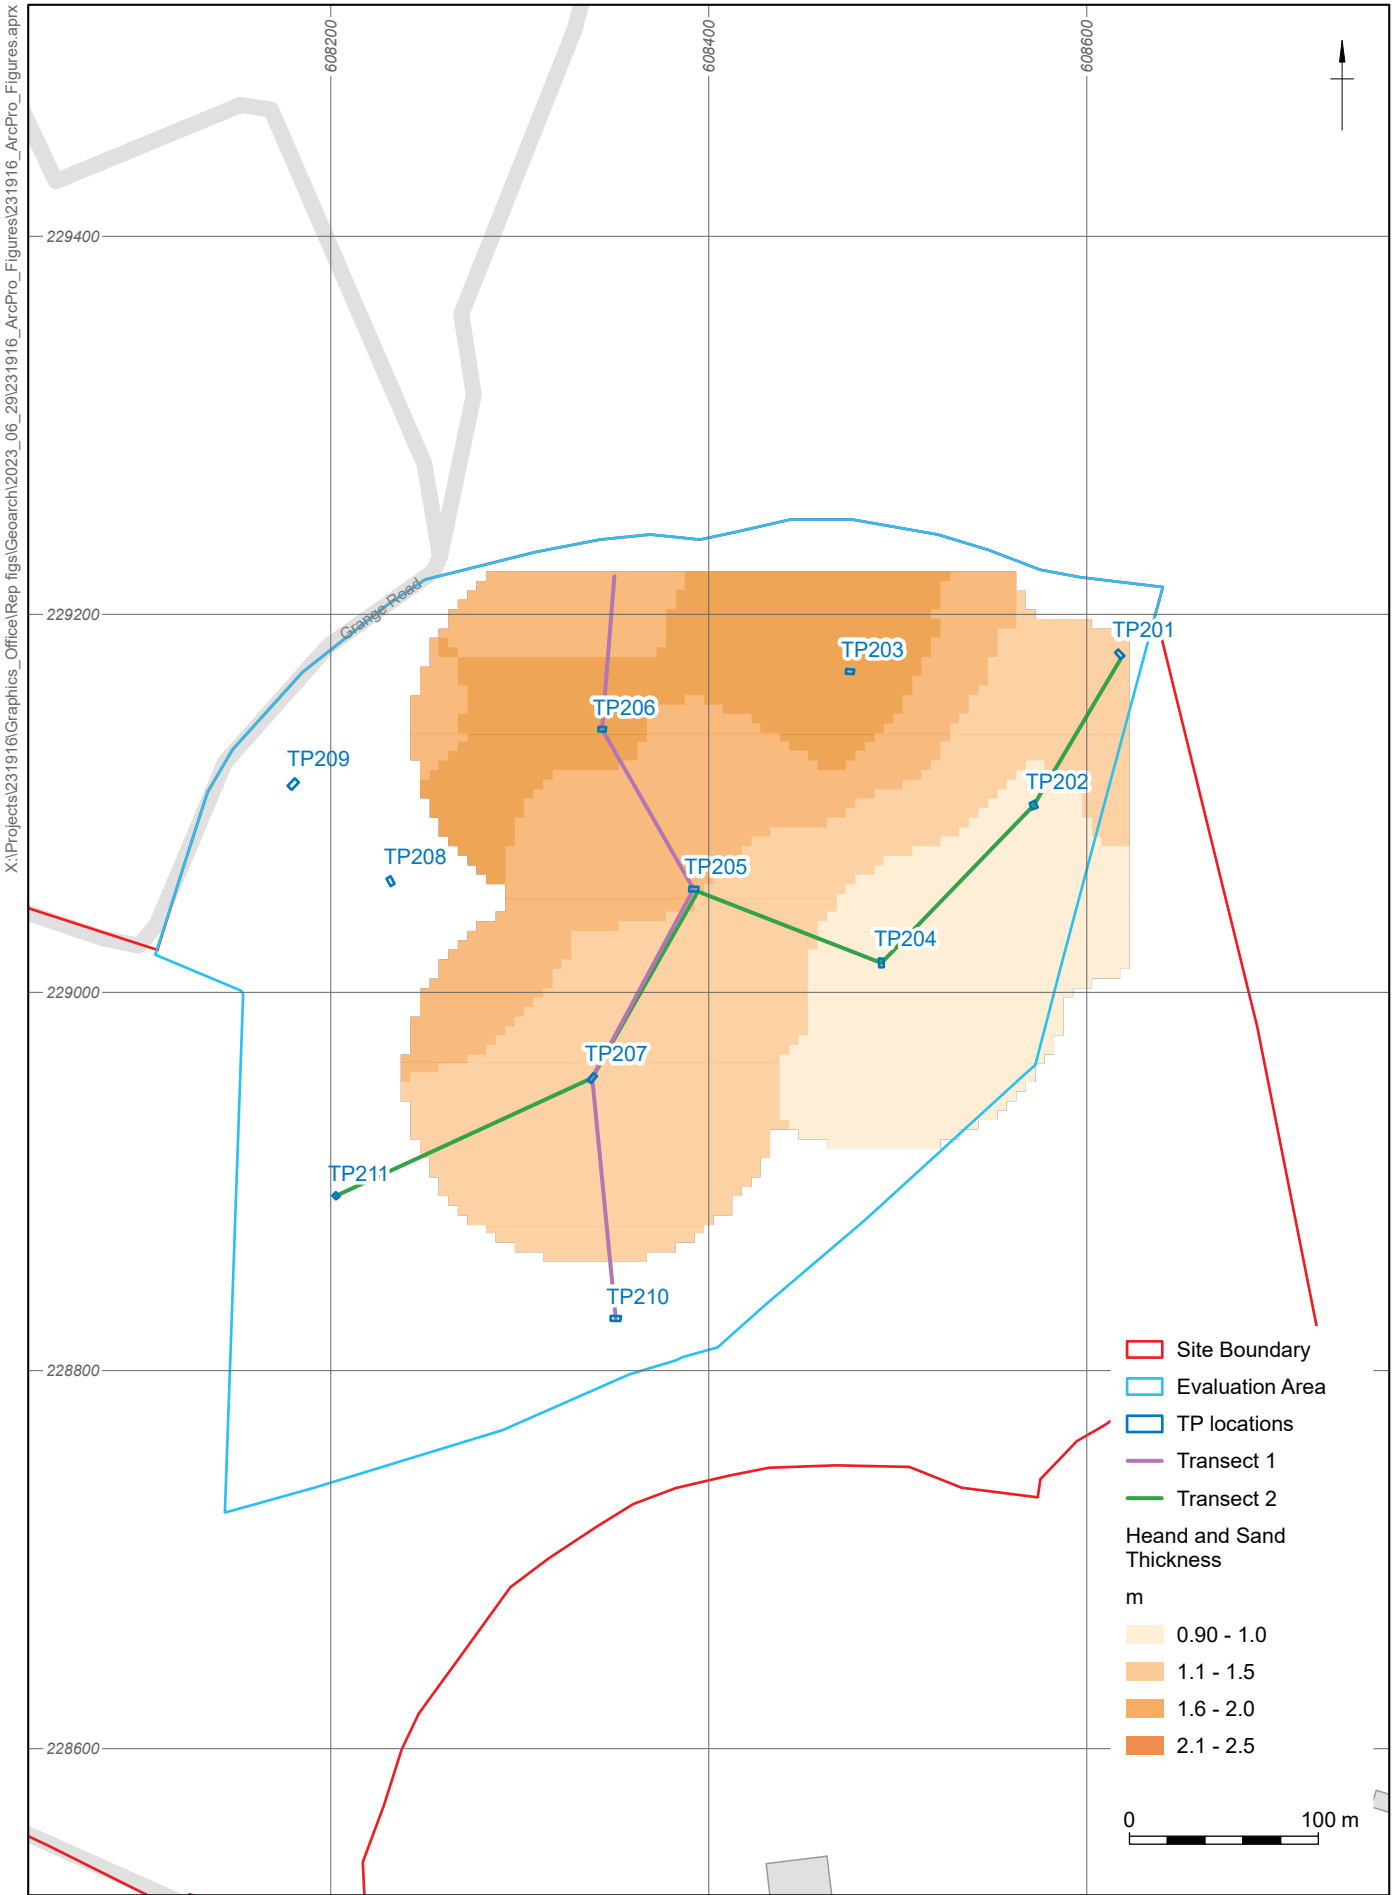 X:\Projects\231916\Graphics_Office\Rep figs\Geoarch\2023_06_29\231916_ArcPro_Figures\231916_ArcPro_Figures.aprx
608200
608400
608600
229400
229200
Grange Road
TP201
TP203
TP206
TP209
TP202
TP208
TP205
TP204
229000
TP207
TP211
TP210
228800
228600
Site Boundary
Evaluation Area
TP locations
Transect 1
Transect 2
Heand and Sand
Thickness
m
0.90 - 1.0
1.1 - 1.5
1.6 - 2.0
2.1 - 2.5
0 100 m